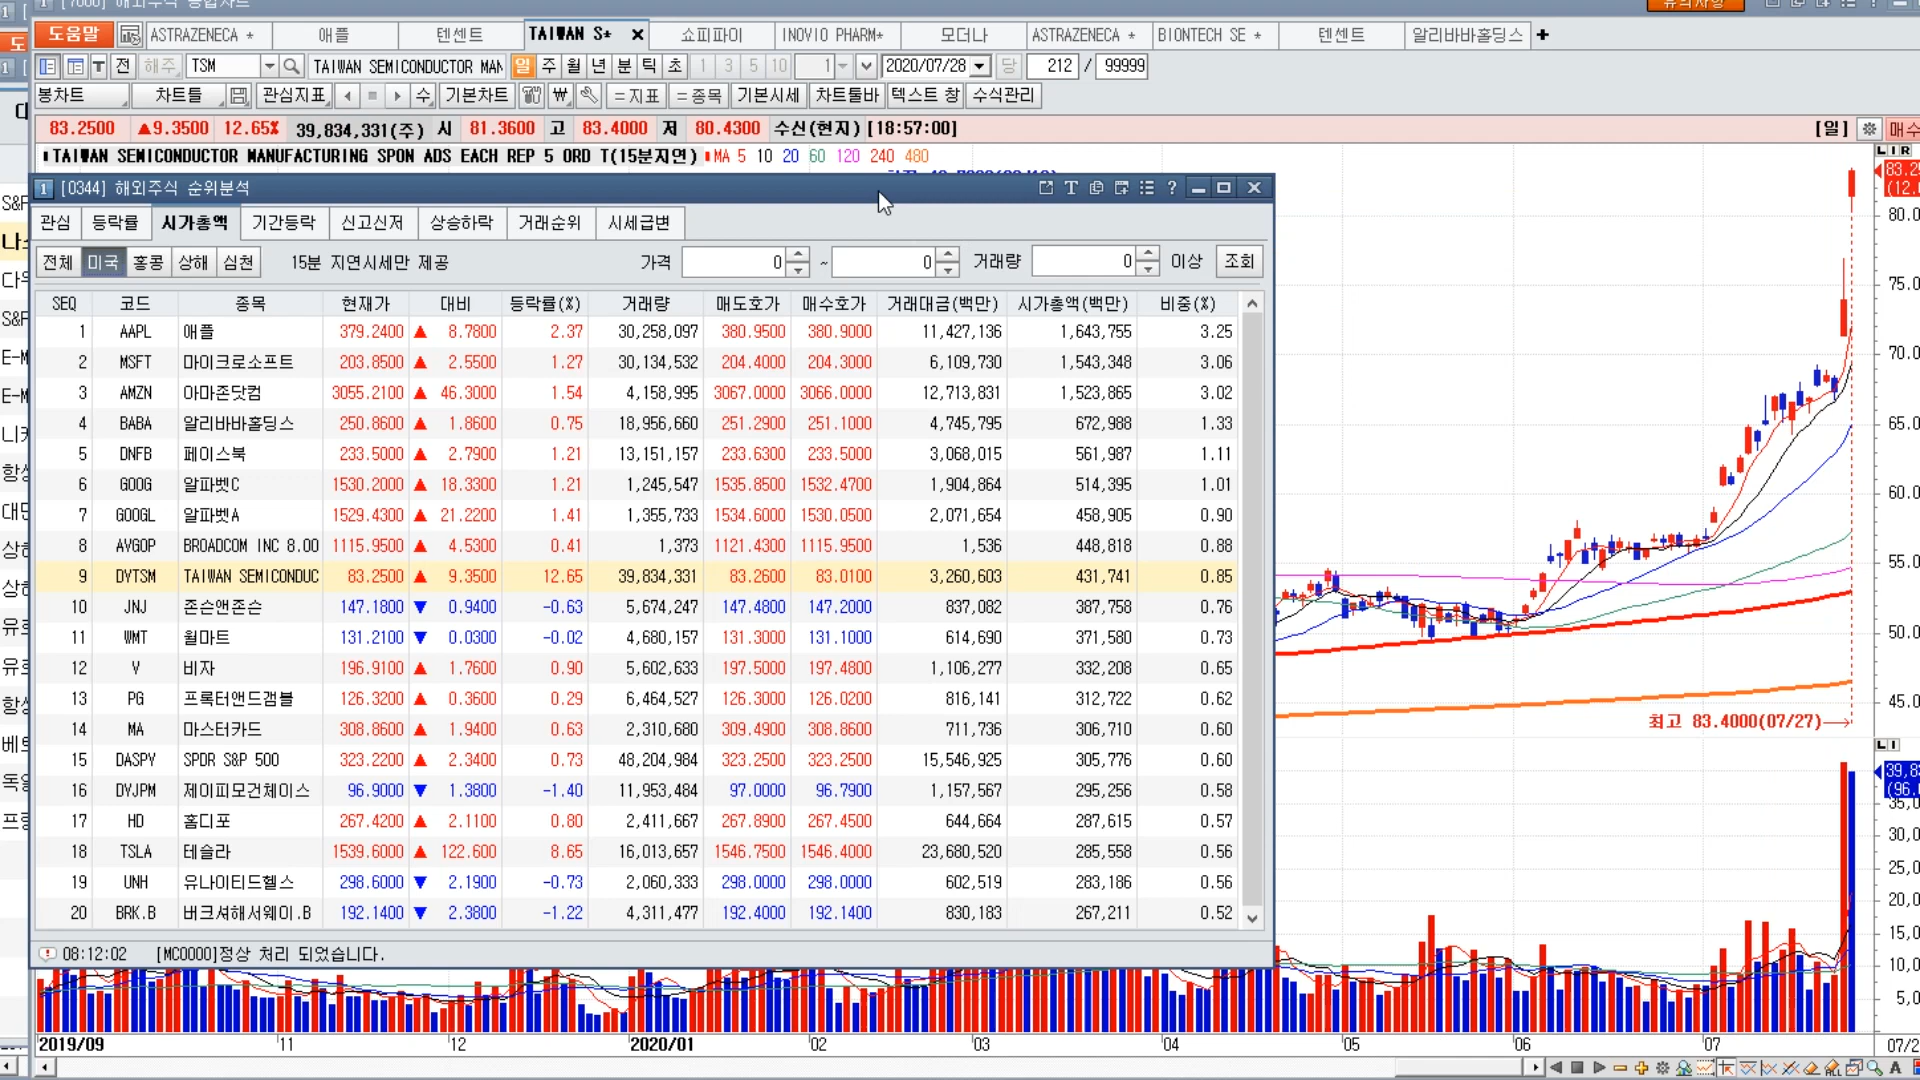 [7000] 해외주식 종합차트
유의사항
도움말 ASTRAZENECA * 애플 텐센트 TAIWAN S* 쇼피파이 INOVIO PHARM* 모더나 ASTRAZENECA * BIONTECH SE * 텐센트 알리바바홀딩스
T 전 해주 TSM TAIWAN SEMICONDUCTOR MAN 일 주 월 년 분 틱 초 1 3 5 10 1 2020/07/28 당 212 / 99999
봉차트 차트틀 관심지표 수 기본차트 ₩ =지표 =종목 기본시세 차트툴바 텍스트 창 수식관리
83.2500 ▲9.3500 12.65% 39,834,331(주) 시 81.3600 고 83.4000 저 80.4300 수신(현지) [18:57:00] [일] 매수
TAIWAN SEMICONDUCTOR MANUFACTURING SPON ADS EACH REP 5 ORD T(15분지연) MA 5 10 20 60 120 240 480
[0344] 해외주식 순위분석
관심 등락률 시가총액 기간등락 신고신저 상승하락 거래순위 시세급변
전체 미국 홍콩 상해 심천 15분 지연시세만 제공 가격 0 ~ 0 거래량 0 이상 조회
SEQ 코드 종목 현재가 대비 등락률(%) 거래량 매도호가 매수호가 거래대금(백만) 시가총액(백만) 비중(%)
1 AAPL 애플 379.2400 ▲ 8.7800 2.37 30,258,097 380.9500 380.9000 11,427,136 1,643,755 3.25
2 MSFT 마이크로소프트 203.8500 ▲ 2.5500 1.27 30,134,532 204.4000 204.3000 6,109,730 1,543,348 3.06
3 AMZN 아마존닷컴 3055.2100 ▲ 46.3000 1.54 4,158,995 3067.0000 3066.0000 12,713,831 1,523,865 3.02
4 BABA 알리바바홀딩스 250.8600 ▲ 1.8600 0.75 18,956,660 251.2900 251.1000 4,745,795 672,988 1.33
5 DNFB 페이스북 233.5000 ▲ 2.7900 1.21 13,151,157 233.6300 233.5000 3,068,015 561,987 1.11
6 GOOG 알파벳C 1530.2000 ▲ 18.3300 1.21 1,245,547 1535.8500 1532.4700 1,904,864 514,395 1.01
7 GOOGL 알파벳A 1529.4300 ▲ 21.2200 1.41 1,355,733 1534.6000 1530.0500 2,071,654 458,905 0.90
8 AVGOP BROADCOM INC 8.00 1115.9500 ▲ 4.5300 0.41 1,373 1121.4300 1115.9500 1,536 448,818 0.88
9 DYTSM TAIWAN SEMICONDUC 83.2500 ▲ 9.3500 12.65 39,834,331 83.2600 83.0100 3,260,603 431,741 0.85
10 JNJ 존슨앤존슨 147.1800 ▼ 0.9400 -0.63 5,674,247 147.4800 147.2000 837,082 387,758 0.76
11 WMT 월마트 131.2100 ▼ 0.0300 -0.02 4,680,157 131.3000 131.1000 614,690 371,580 0.73
12 V 비자 196.9100 ▲ 1.7600 0.90 5,602,633 197.5000 197.4800 1,106,277 332,208 0.65
13 PG 프록터앤드갬블 126.3200 ▲ 0.3600 0.29 6,464,527 126.3000 126.0200 816,141 312,722 0.62
14 MA 마스터카드 308.8600 ▲ 1.9400 0.63 2,310,680 309.4900 308.8600 711,736 306,710 0.60
15 DASPY SPDR S&P 500 323.2200 ▲ 2.3400 0.73 48,204,984 323.2500 323.2500 15,546,925 305,776 0.60
16 DYJPM 제이피모건체이스 96.9000 ▼ 1.3800 -1.40 11,953,484 97.0000 96.7900 1,157,567 295,256 0.58
17 HD 홈디포 267.4200 ▲ 2.1100 0.80 2,411,667 267.8900 267.4500 644,664 287,615 0.57
18 TSLA 테슬라 1539.6000 ▲ 122.600 8.65 16,013,657 1546.7500 1546.4000 23,680,520 285,558 0.56
19 UNH 유나이티드헬스 298.6000 ▼ 2.1900 -0.73 2,060,333 298.0000 298.0000 602,519 283,186 0.56
20 BRK.B 버크셔해서웨이.B 192.1400 ▼ 2.3800 -1.22 4,311,477 192.4000 192.1400 830,183 267,211 0.52
08:12:02 [MC0000]정상 처리 되었습니다.
80.0
75.0
70.0
65.0
60.0
55.0
50.0
45.0
최고 83.4000(07/27)
35,0
30,0
25,0
20,0
15,0
10,0
5,0
2019/09 11 12 2020/01 02 03 04 05 06 07 07/2